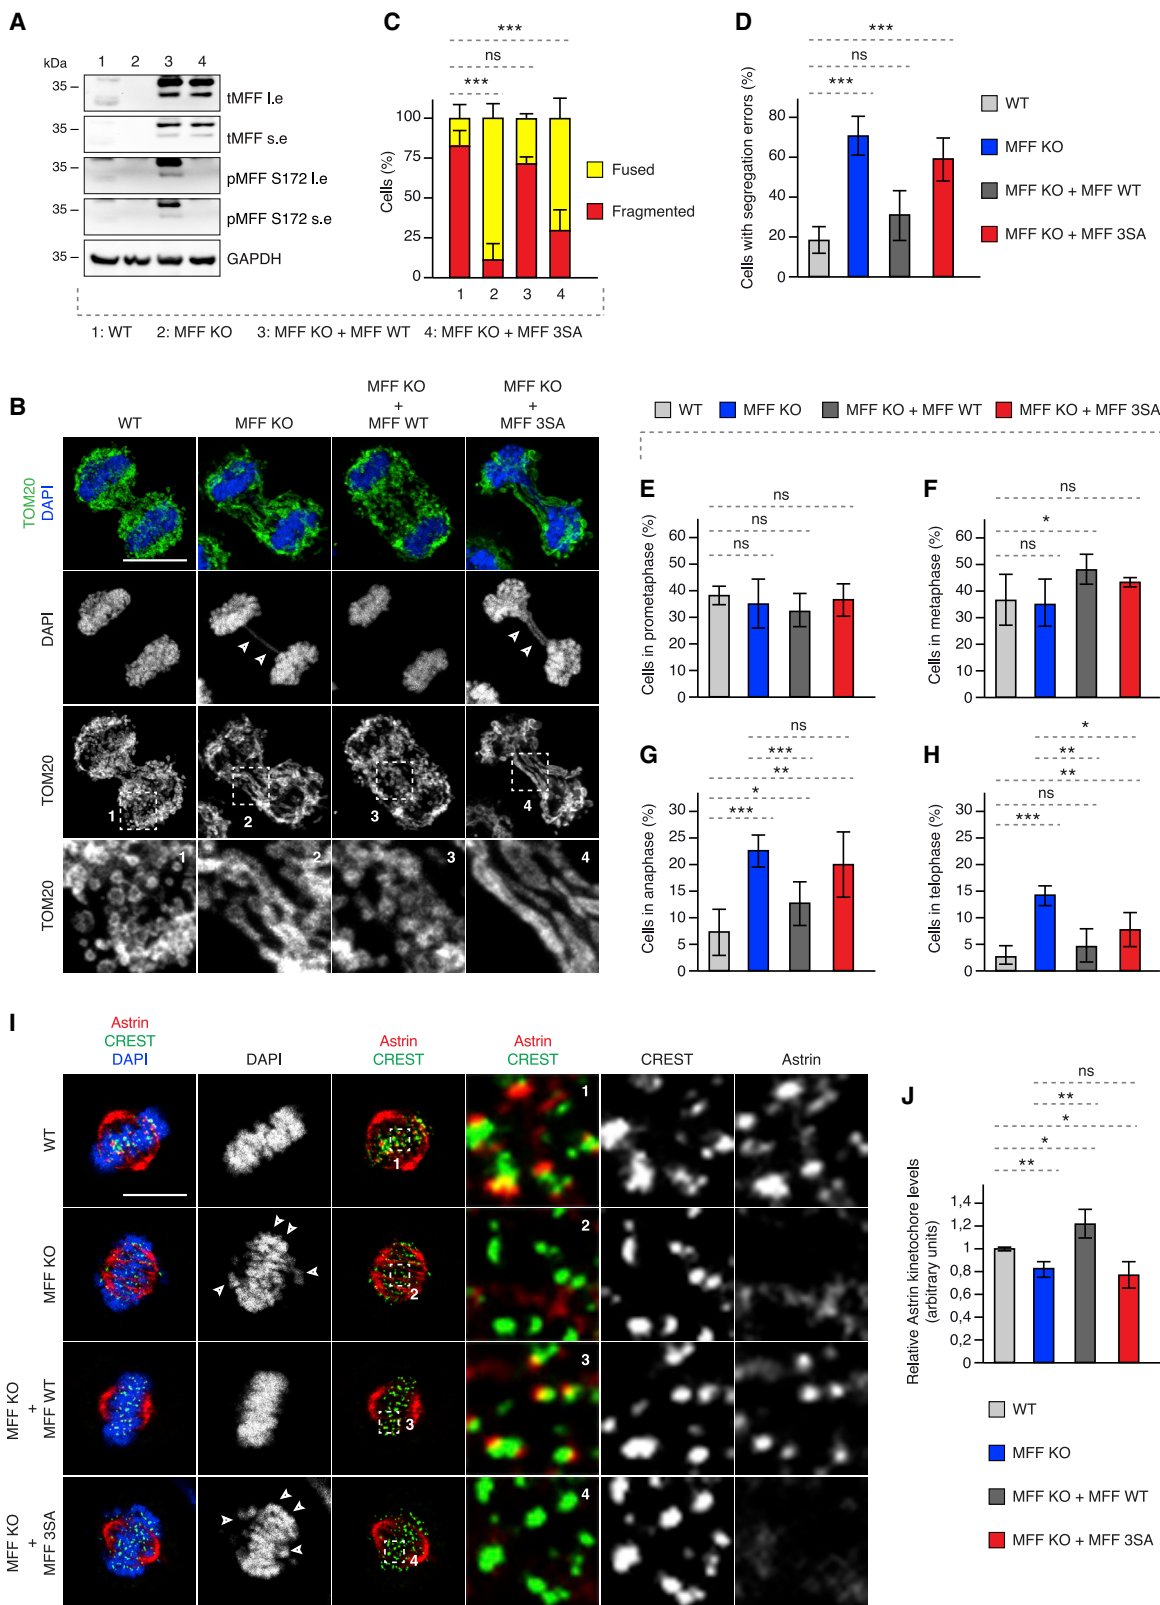 A
kDa
1 2 3 4
35
tMFF l.e
35
tMFF s.e
35
pMFF S172 l.e
35
pMFF S172 s.e
35
GAPDH
C
***
ns
***
100
75
50
25
0
Cells (%)
Fused
Fragmented
1 2 3 4
1: WT 2: MFF KO 3: MFF KO + MFF WT 4: MFF KO + MFF 3SA
D
***
ns
***
80
60
40
20
0
Cells with segregation errors (%)
WT
MFF KO
MFF KO + MFF WT
MFF KO + MFF 3SA
B
WT
MFF KO
MFF KO
+
MFF WT
MFF KO
+
MFF 3SA
TOM20
DAPI
DAPI
TOM20
1
2
3
4
TOM20
1
2
3
4
WT MFF KO MFF KO + MFF WT MFF KO + MFF 3SA
E
ns
ns
ns
60
50
40
30
20
10
0
Cells in prometaphase (%)
F
ns
*
ns
60
50
40
30
20
10
0
Cells in metaphase (%)
G
ns
***
**
*
***
30
25
20
15
10
5
0
Cells in anaphase (%)
H
*
**
**
ns
***
30
25
20
15
10
5
0
Cells in telophase (%)
I
Astrin
CREST
DAPI
DAPI
Astrin
CREST
Astrin
CREST
CREST
Astrin
WT
1
1
MFF KO
2
2
MFF KO
+
MFF WT
3
3
MFF KO
+
MFF 3SA
4
4
J
ns
**
*
*
**
1,4
1,2
1
0,8
0,6
0,4
0,2
0
Relative Astrin kinetochore levels
(arbitrary units)
WT
MFF KO
MFF KO + MFF WT
MFF KO + MFF 3SA